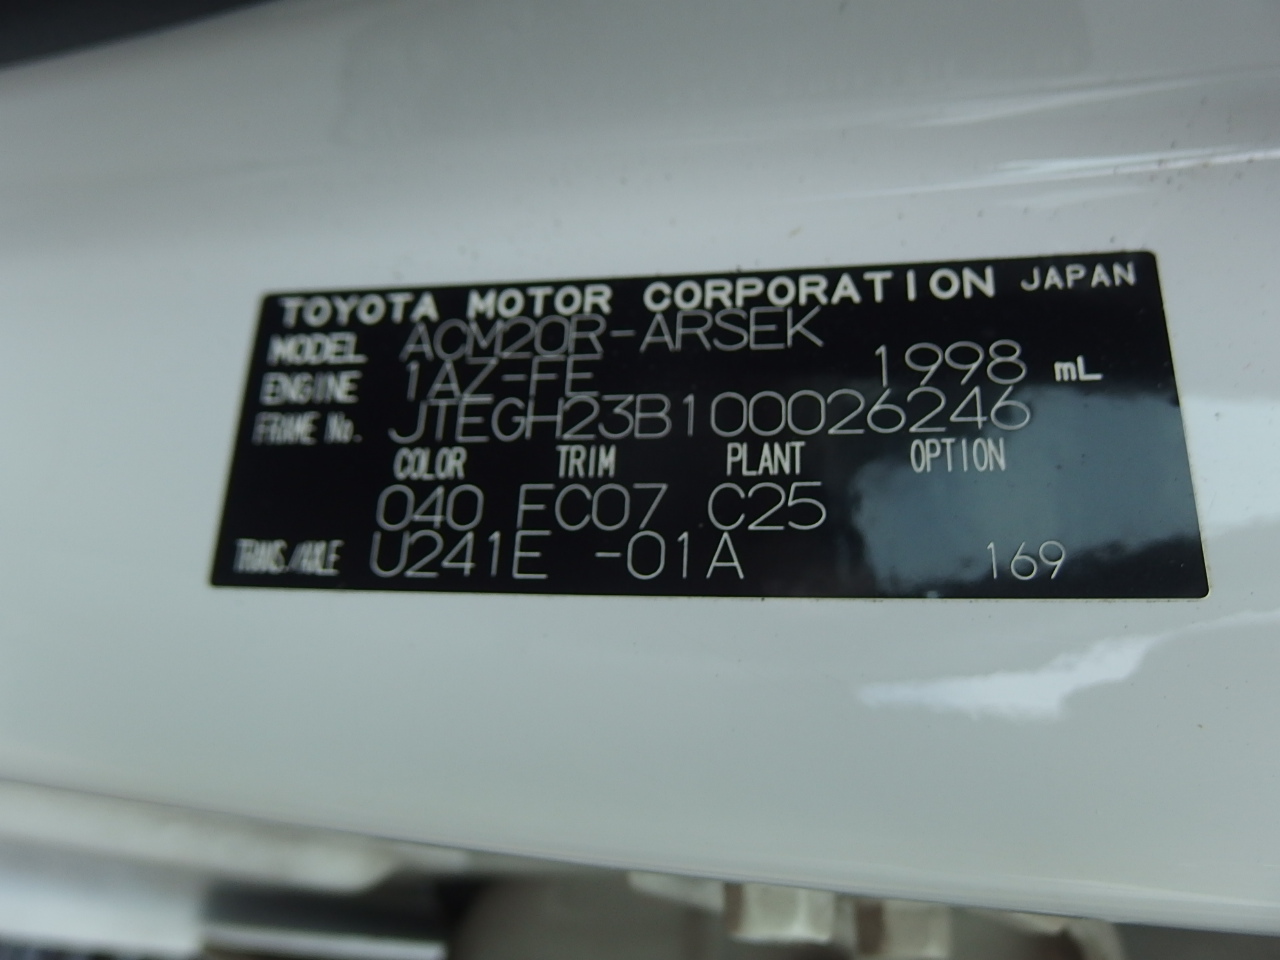 TOYOTA MOTOR CORPORATION JAPAN
MODEL ACM20R-ARSEK
ENGINE 1AZ-FE 1998 mL
FRAME No. JTEGH23B100026246
COLOR TRIM PLANT OPTION
040 FC07 C25
TRANS./AXLE U241E -01A 169